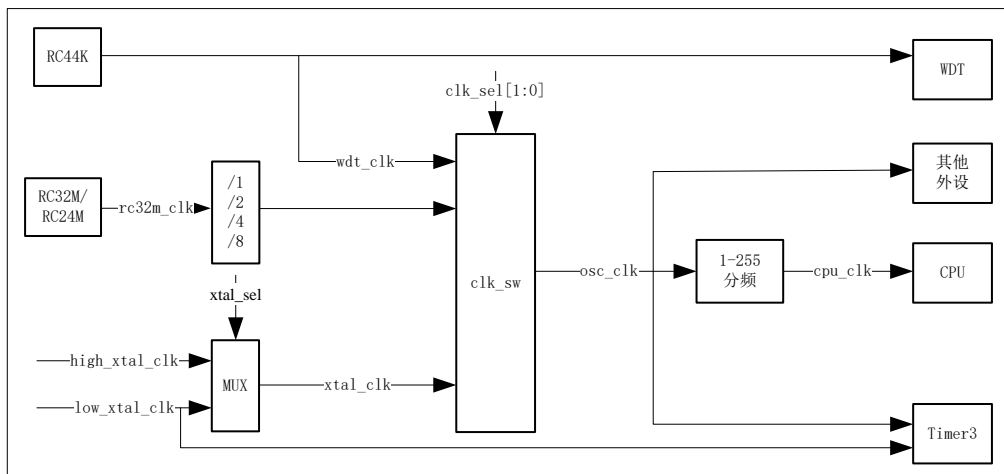 RC44K
WDT
clk_sel[1:0]
wdt_clk
其他
外设
RC32M/
RC24M
rc32m_clk
/1
/2
/4
/8
clk_sw
osc_clk
1-255
分频
cpu_clk
CPU
xtal_sel
high_xtal_clk
MUX
xtal_clk
low_xtal_clk
Timer3